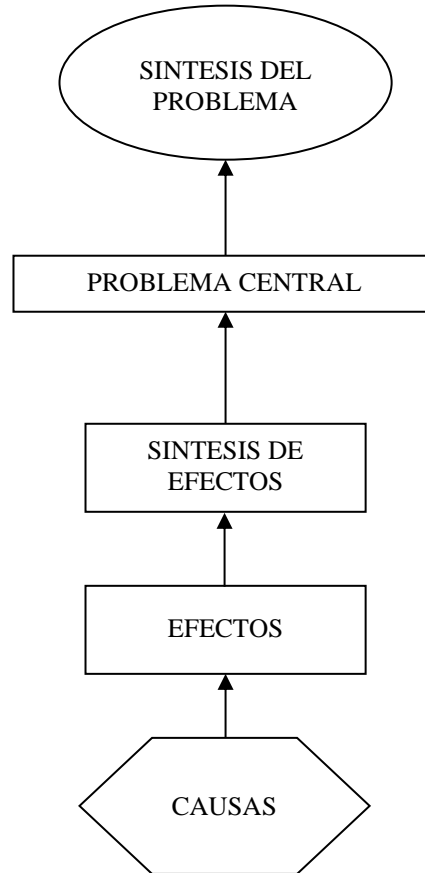 SINTESIS DEL
PROBLEMA
PROBLEMA CENTRAL
SINTESIS DE
EFECTOS
EFECTOS
CAUSAS